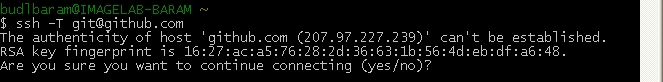 budlbaram@IMAGELAB-BARAM ~
$ ssh -T git@github.com
The authenticity of host 'github.com (207.97.227.239)' can't be established.
RSA key fingerprint is 16:27:ac:a5:76:28:2d:36:63:1b:56:4d:eb:df:a6:48.
Are you sure you want to continue connecting (yes/no)?